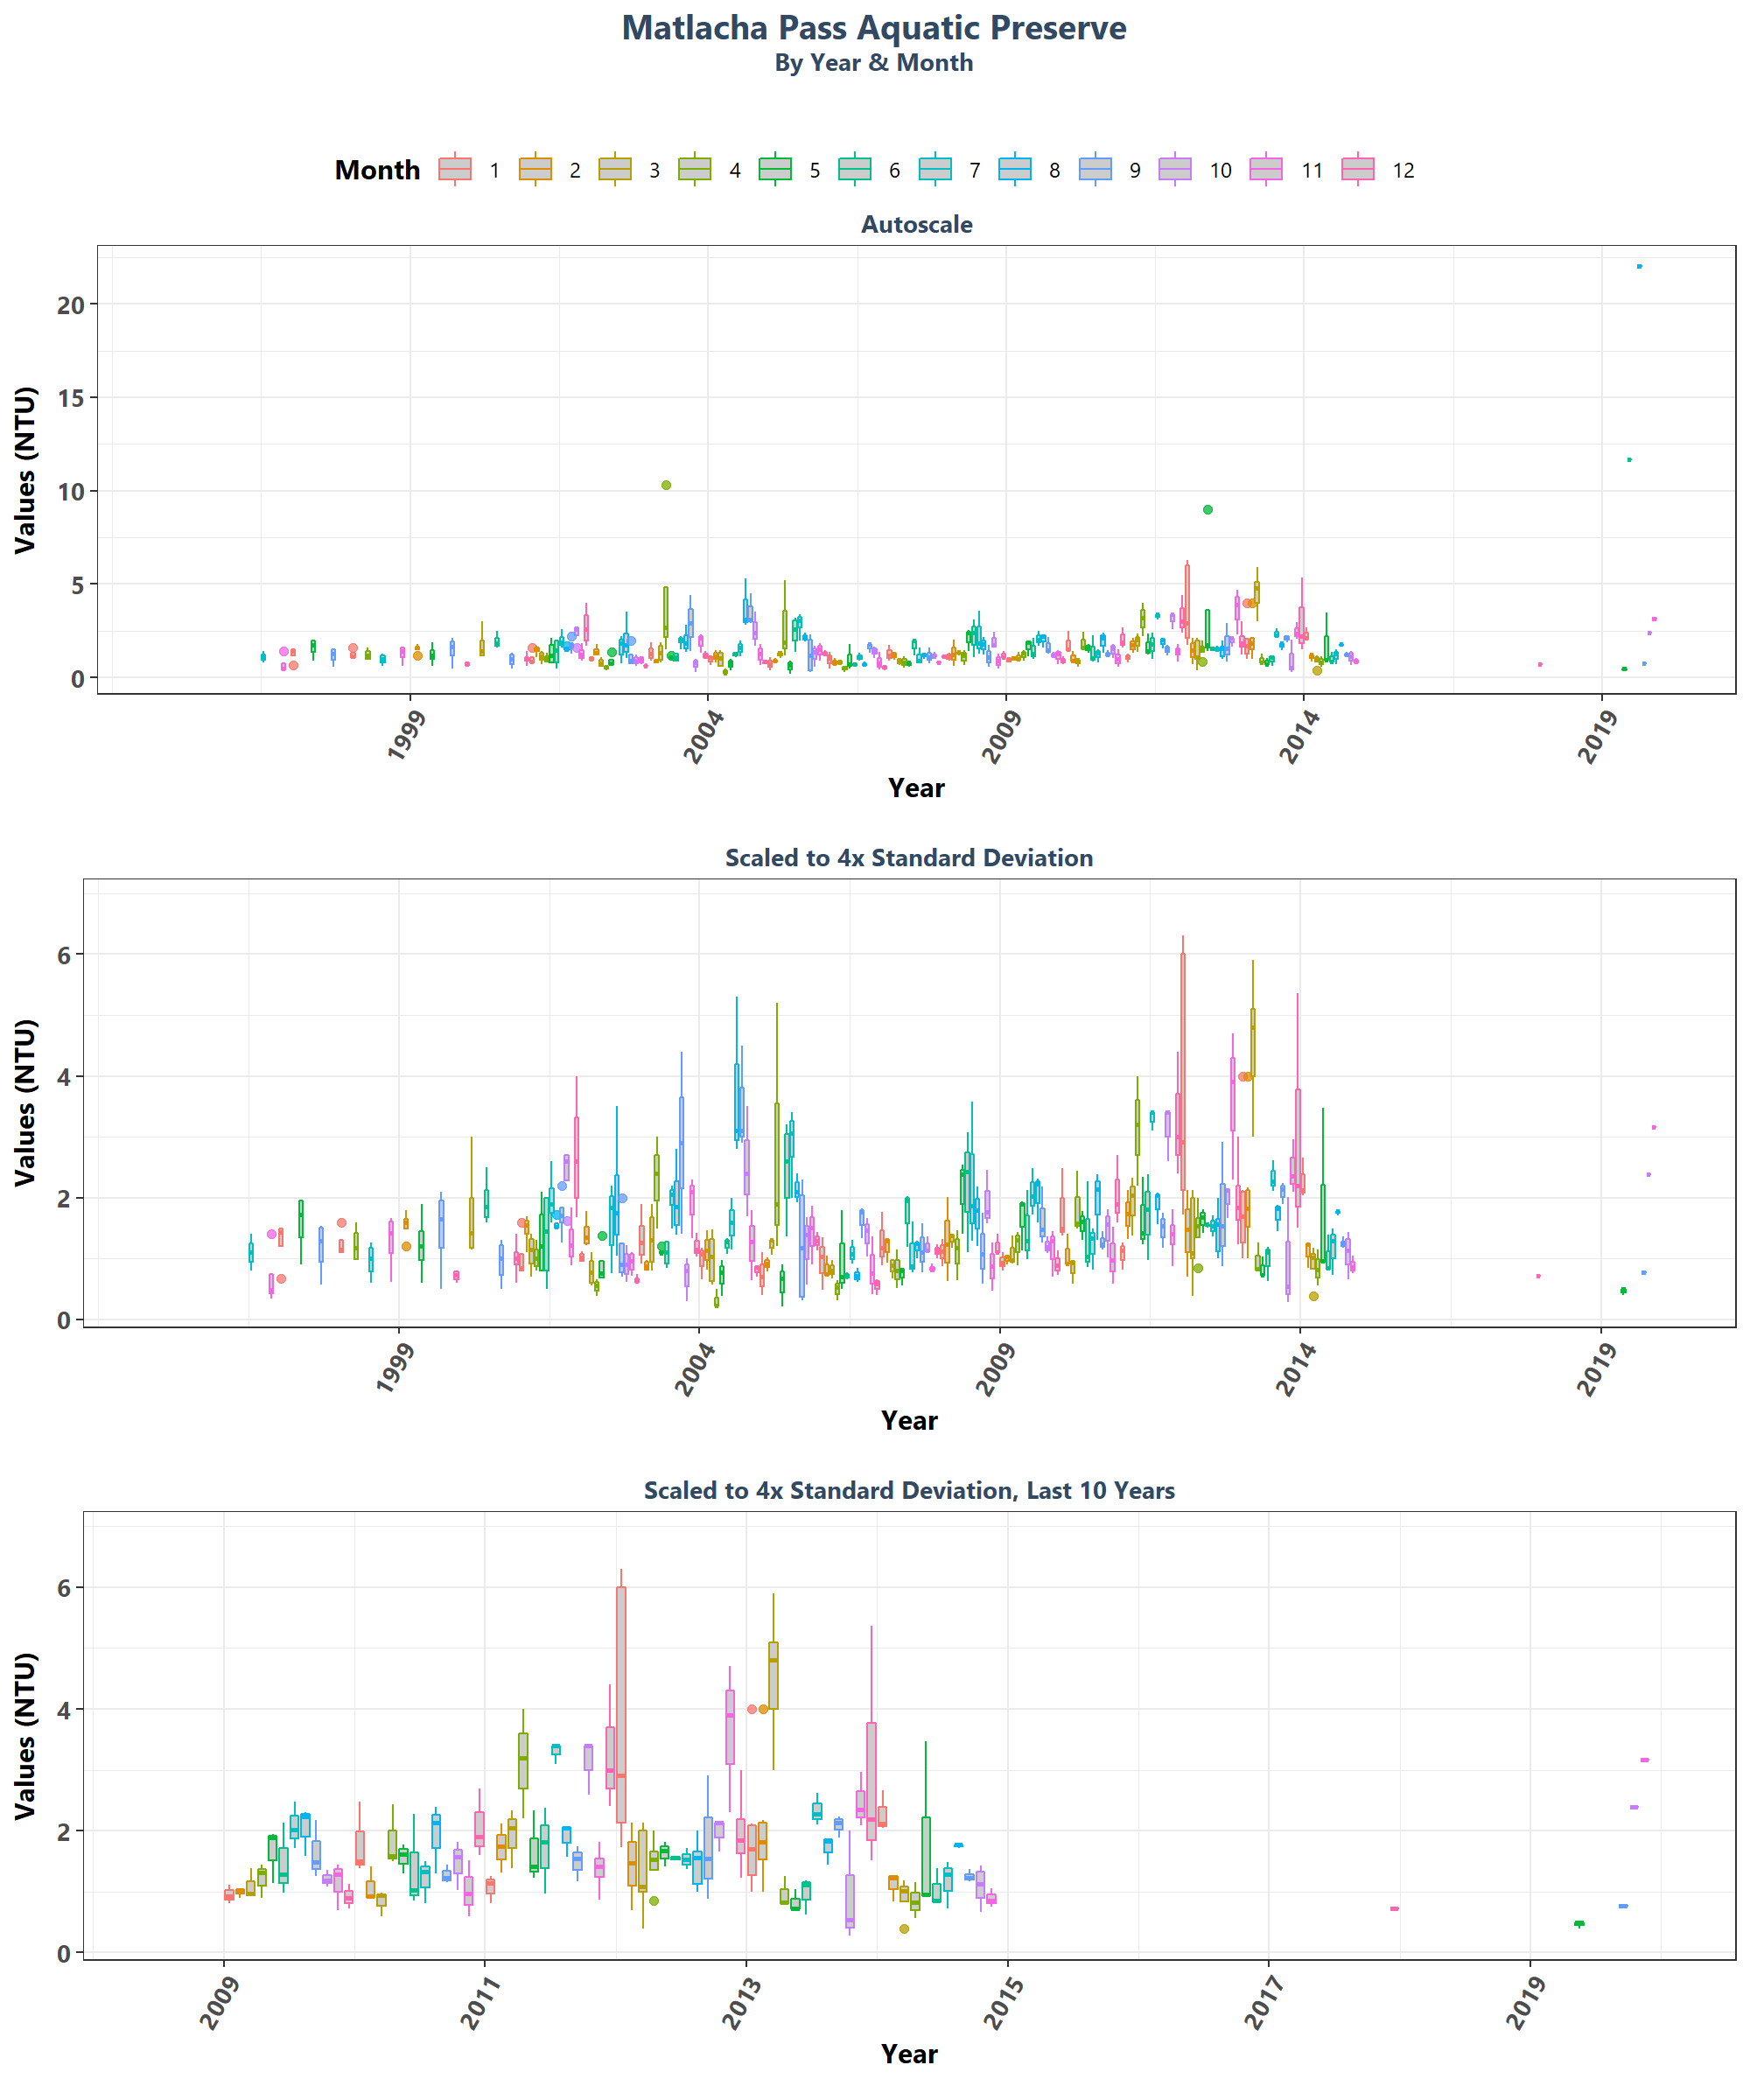 Matlacha Pass Aquatic Preserve
By Year & Month
Month 1 2 3 4 5 6 7 8 9 10 11 12
Autoscale
Values (NTU)
20
15
10
5
0
1999 2004 2009 2014 2019
Year
Scaled to 4x Standard Deviation
Values (NTU)
6
4
2
0
1999 2004 2009 2014 2019
Year
Scaled to 4x Standard Deviation, Last 10 Years
Values (NTU)
6
4
2
0
2009 2011 2013 2015 2017 2019
Year